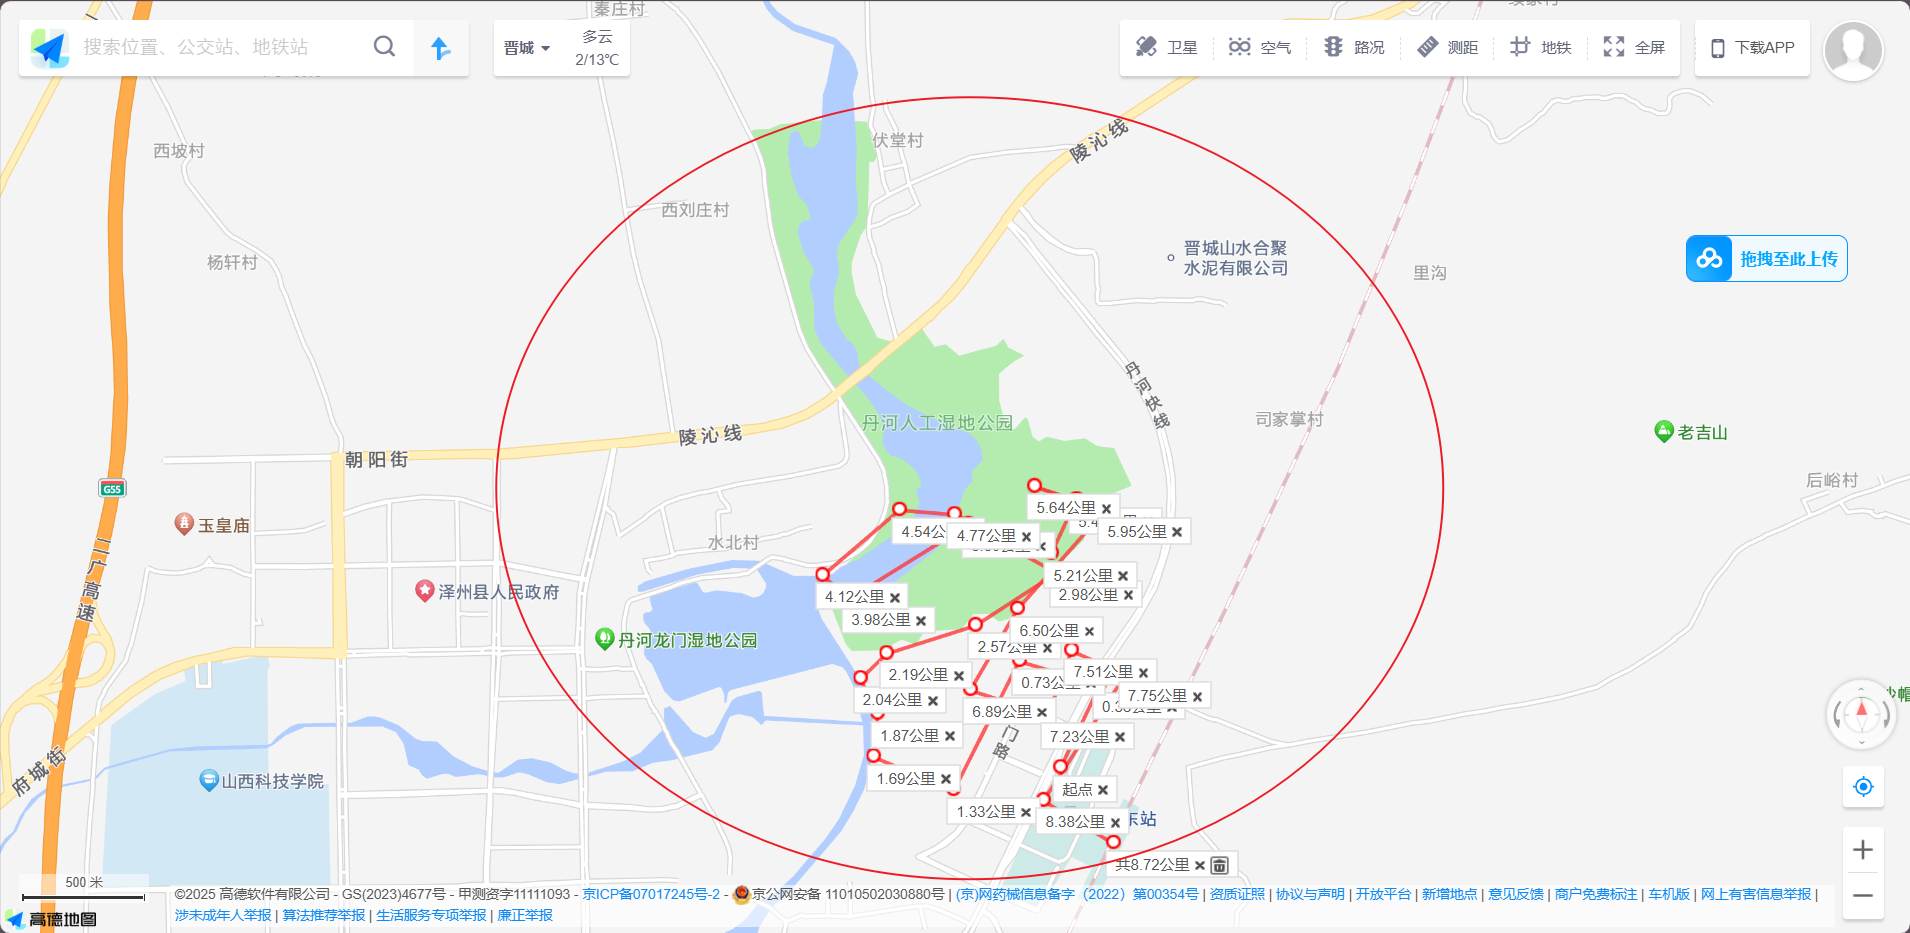 搜索位置、公交站、地铁站
晋城
多云
2/13℃
卫星
空气
路况
测距
地铁
全屏
下载APP
秦庄村
西坡村
伏堂村
陵沁线
西刘庄村
杨轩村
晋城山水合聚
水泥有限公司
里沟
拖拽至此上传
丹河快线
丹河人工湿地公园
司家掌村
陵沁线
老吉山
朝阳街
后峪村
G55
玉皇庙
水北村
二广高速
泽州县人民政府
丹河龙门湿地公园
5.64公里
5.95公里
4.54公
4.77公里
5.21公里
2.98公里
4.12公里
3.98公里
6.50公里
2.57公里
7.51公里
2.19公里
0.73公
7.75公里
2.04公里
6.89公里
1.87公里
7.23公里
门路
1.69公里
起点
1.33公里
8.38公里
东站
共8.72公里
府城街
山西科技学院
500 米
高德地图
©2025 高德软件有限公司 - GS(2023)4677号 - 甲测资字11111093 - 京ICP备07017245号-2 - 京公网安备 11010502030880号 | (京)网药械信息备字（2022）第00354号 | 资质证照 | 协议与声明 | 开放平台 | 新增地点 | 意见反馈 | 商户免费标注 | 车机版 | 网上有害信息举报 |
涉未成年人举报 | 算法推荐举报 | 生活服务专项举报 | 廉正举报